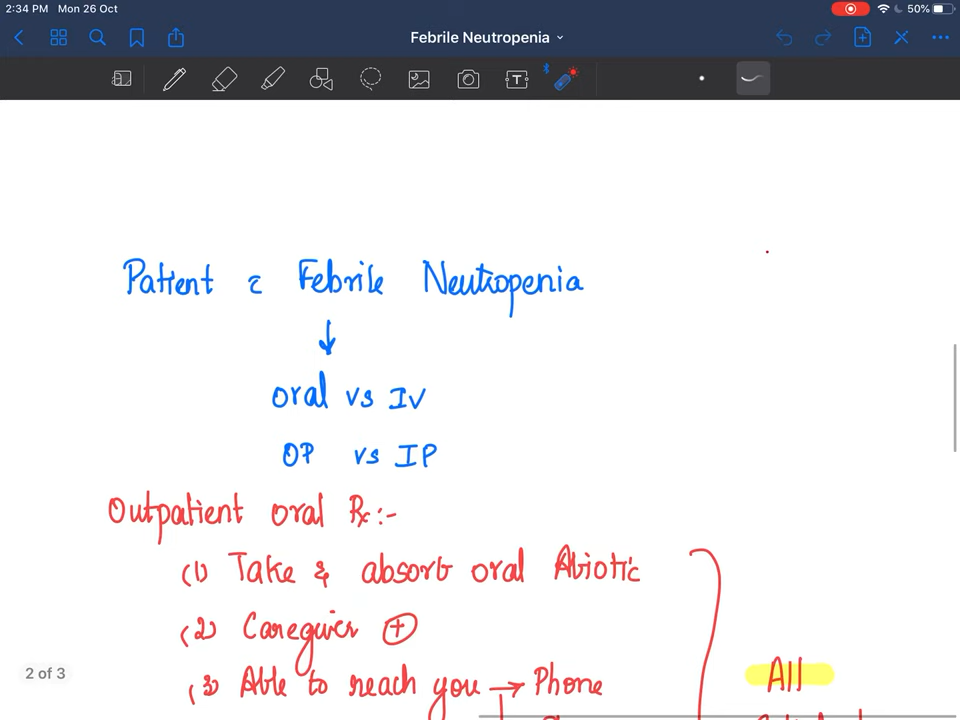 2:34 PM Mon 26 Oct
50%
Febrile Neutropenia
T
Patient c Febrile Neutropenia
↓
Oral vs IV
OP vs IP
Outpatient oral Rx:-
(1) Take & absorb oral Abiotic
(2) Caregiver +
(3) Able to reach you → Phone
All
2 of 3